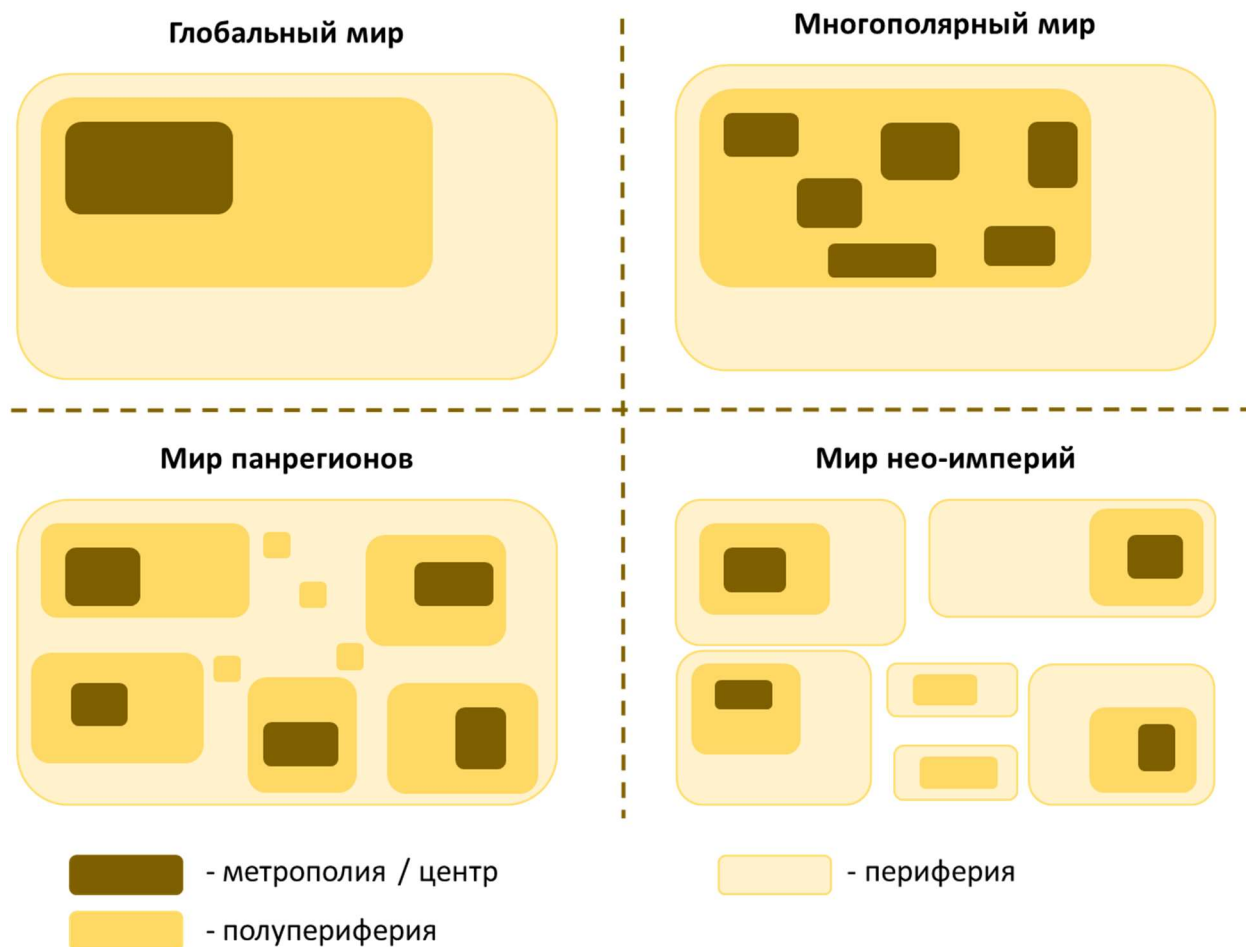 Глобальный мир
Многополярный мир
Мир панрегионов
Мир нео-империй
- метрополия / центр
- периферия
- полупериферия